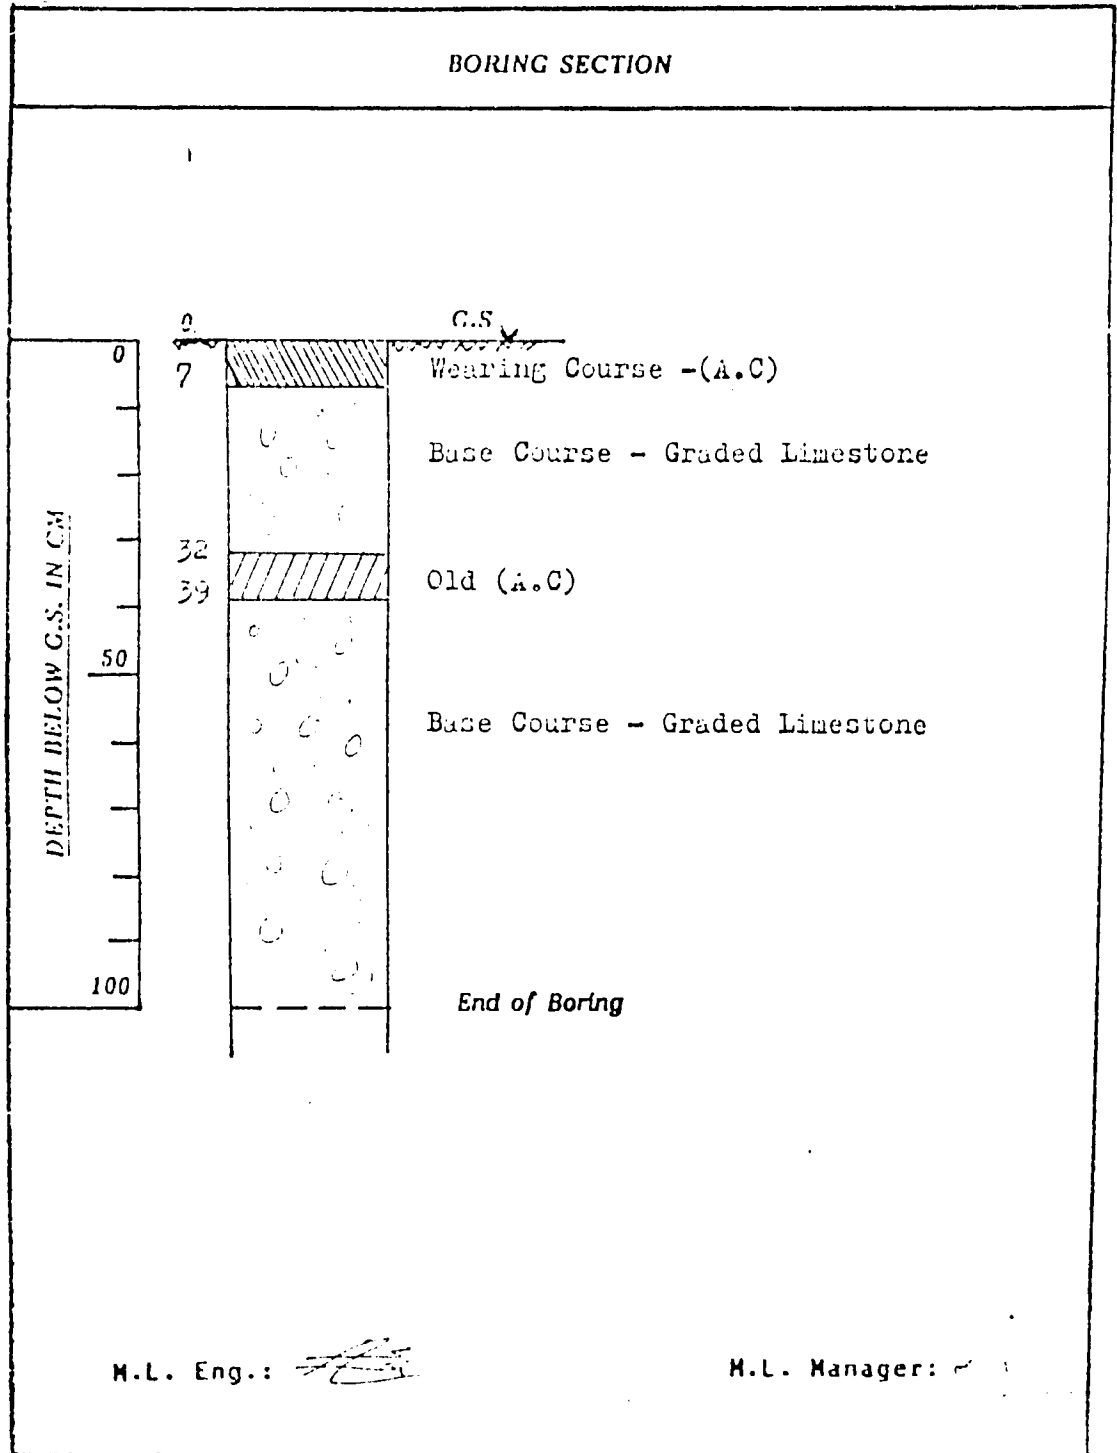 BORING SECTION
0
G.S
0
7
Wearing Course -(A.C)
Base Course - Graded Limestone
32
39
Old (A.C)
DEPTH BELOW G.S. IN CM
50
Base Course - Graded Limestone
100
End of Boring
M.L. Eng.:
M.L. Manager: